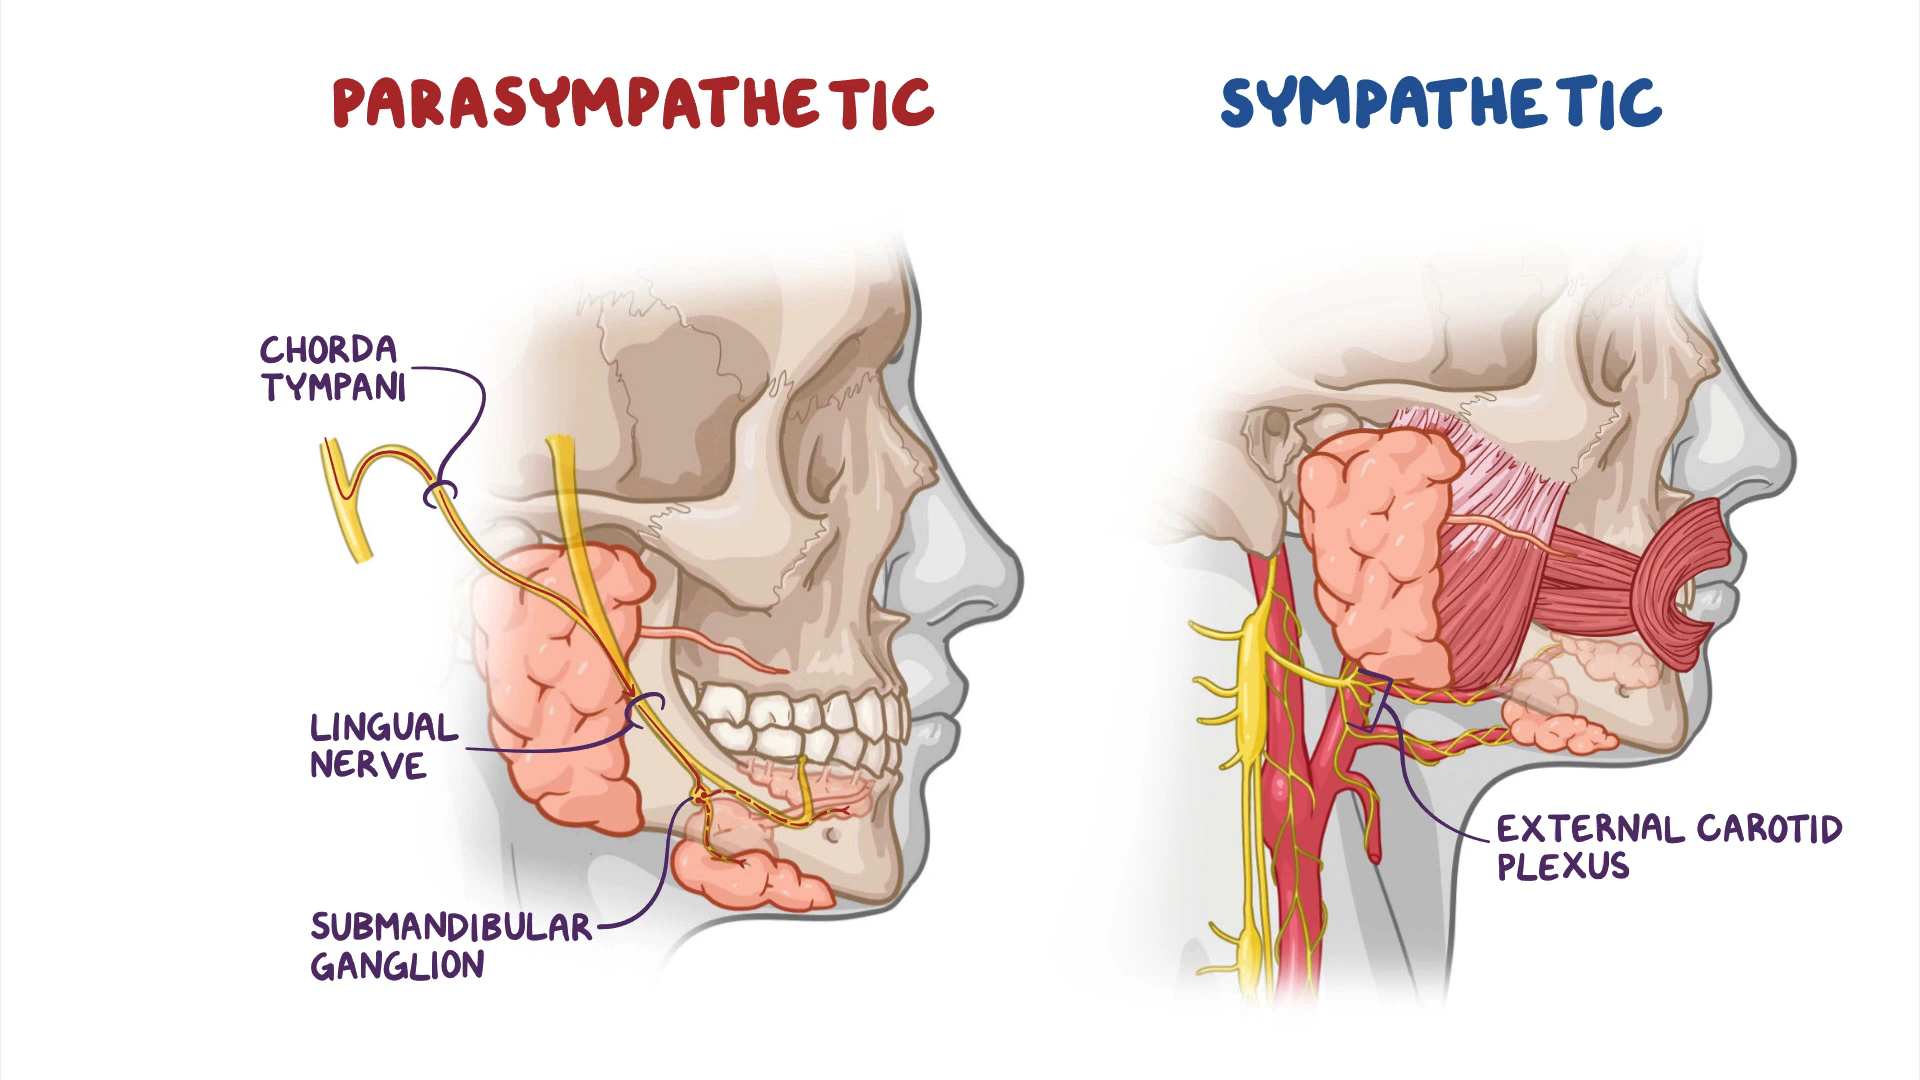 PARASYMPATHETIC
SYMPATHETIC
CHORDA
TYMPANI
LINGUAL
NERVE
SUBMANDIBULAR
GANGLION
EXTERNAL CAROTID
PLEXUS